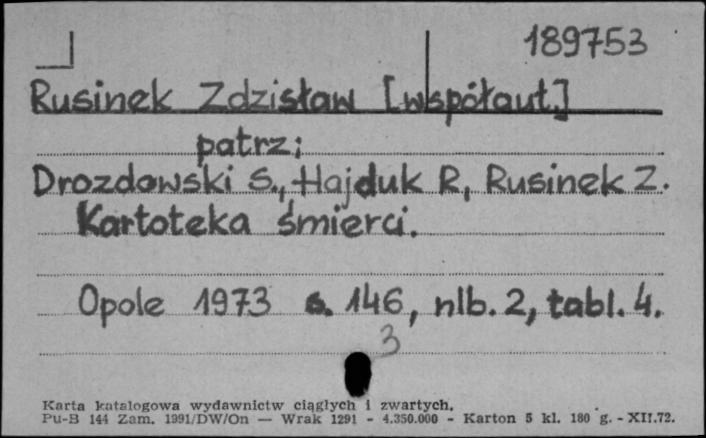 189753
Rusinek Zdzisław [współaut.]
patrz:
Drozdowski S., Hajduk R., Rusinek Z.
Kartoteka śmierci.
Opole 1973 s. 146, nlb. 2, tabl. 4.
3
Karta katalogowa wydawnictw ciągłych i zwartych.
Pu-B 144 Zam. 1991/DW/On — Wrak 1291 - 4.350.000 - Karton 5 kl. 180 g. - XII.72.